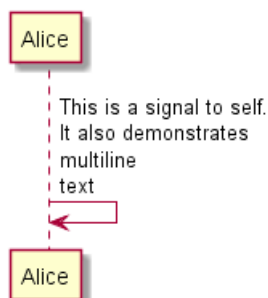 Alice
This is a signal to self.
It also demonstrates
multiline
text
Alice